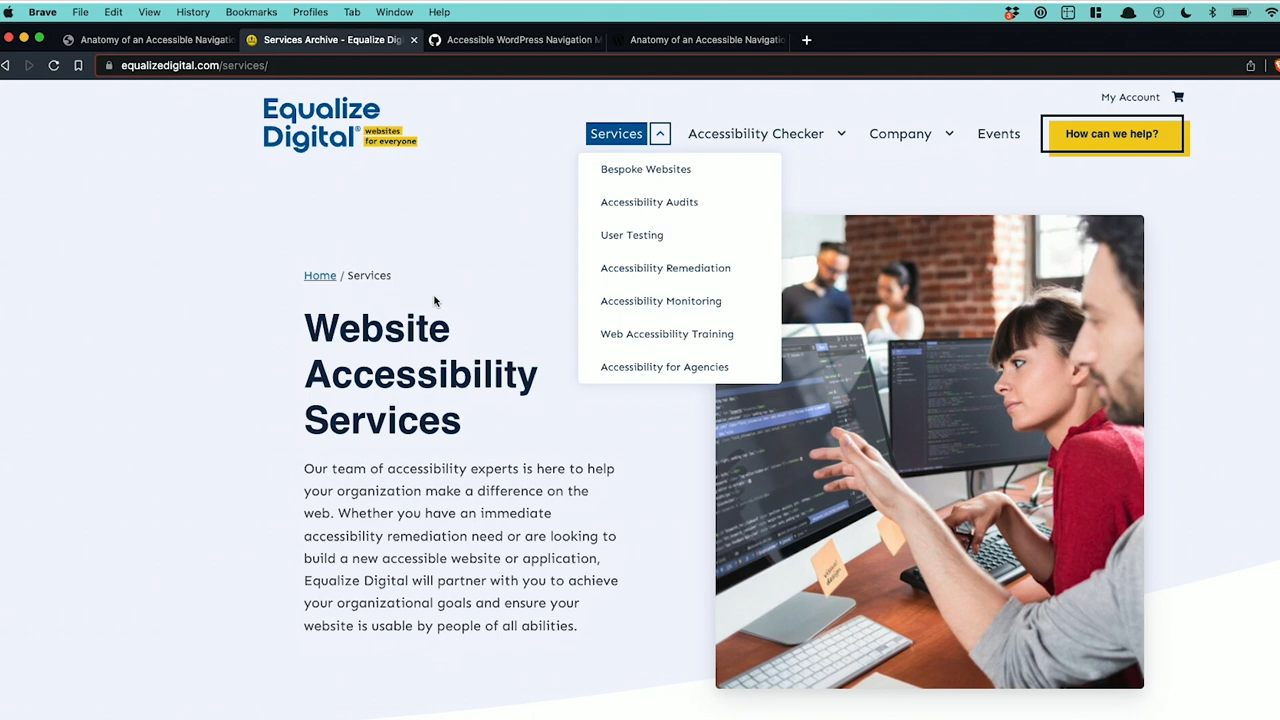 Brave File Edit View History Bookmarks Profiles Tab Window Help
Anatomy of an Accessible Navigatio
Services Archive - Equalize Dig
Accessible WordPress Navigation M
Anatomy of an Accessible Navigatio
equalizedigital.com/services/
My Account
Equalize
Digital® websites
for everyone
Services Accessibility Checker Company Events How can we help?
Bespoke Websites
Accessibility Audits
User Testing
Accessibility Remediation
Accessibility Monitoring
Web Accessibility Training
Accessibility for Agencies
Home / Services
Website
Accessibility
Services
Our team of accessibility experts is here to help
your organization make a difference on the
web. Whether you have an immediate
accessibility remediation need or are looking to
build a new accessible website or application,
Equalize Digital will partner with you to achieve
your organizational goals and ensure your
website is usable by people of all abilities.